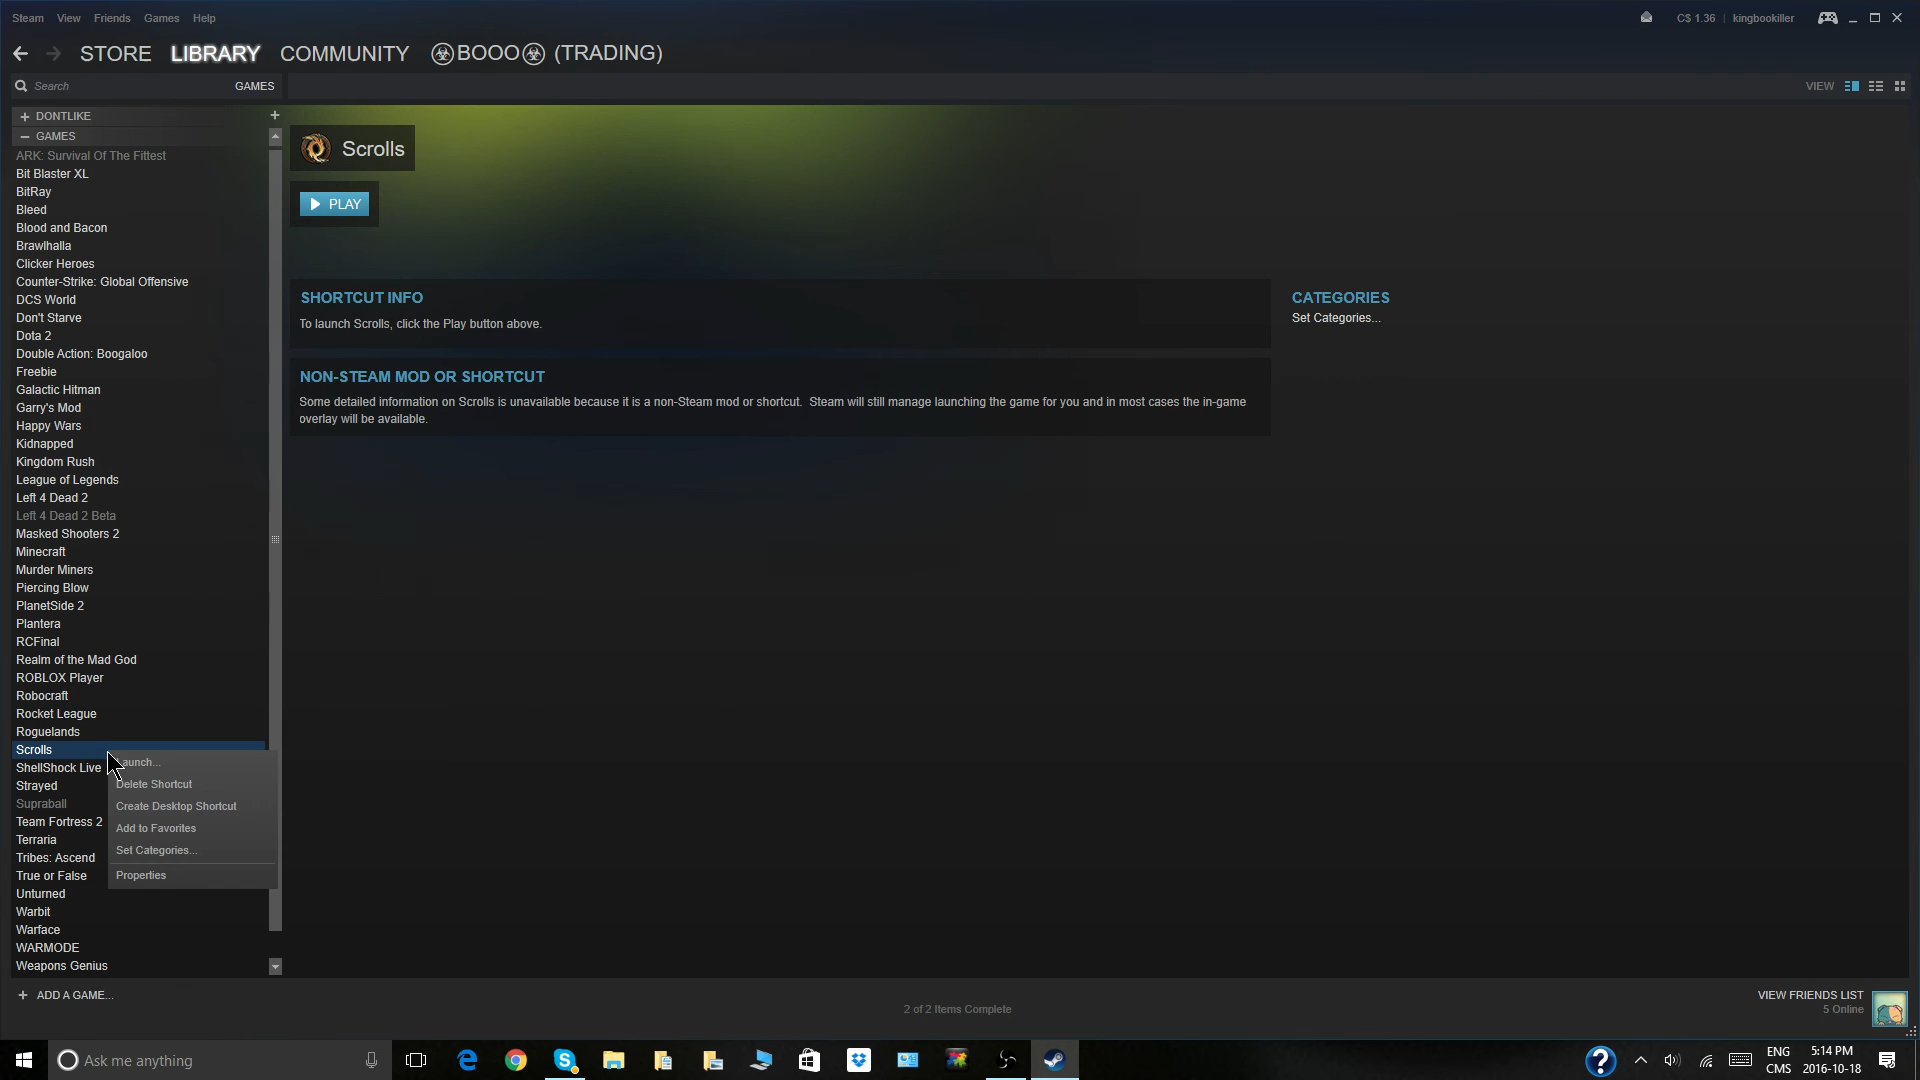 Steam View Friends Games Help
C$ 1.36 | kingbookiller
STORE LIBRARY COMMUNITY ☣BOOO☣ (TRADING)
Search GAMES
VIEW
+ DONTLIKE +
− GAMES
ARK: Survival Of The Fittest
Bit Blaster XL
BitRay
Bleed
Blood and Bacon
Brawlhalla
Clicker Heroes
Counter-Strike: Global Offensive
DCS World
Don't Starve
Dota 2
Double Action: Boogaloo
Freebie
Galactic Hitman
Garry's Mod
Happy Wars
Kidnapped
Kingdom Rush
League of Legends
Left 4 Dead 2
Left 4 Dead 2 Beta
Masked Shooters 2
Minecraft
Murder Miners
Piercing Blow
PlanetSide 2
Plantera
RCFinal
Realm of the Mad God
ROBLOX Player
Robocraft
Rocket League
Roguelands
Scrolls
ShellShock Live
Strayed
Supraball
Team Fortress 2
Terraria
Tribes: Ascend
True or False
Unturned
Warbit
Warface
WARMODE
Weapons Genius
Launch...
Delete Shortcut
Create Desktop Shortcut
Add to Favorites
Set Categories...
Properties
Scrolls
PLAY
SHORTCUT INFO
To launch Scrolls, click the Play button above.
NON-STEAM MOD OR SHORTCUT
Some detailed information on Scrolls is unavailable because it is a non-Steam mod or shortcut. Steam will still manage launching the game for you and in most cases the in-game
overlay will be available.
CATEGORIES
Set Categories...
+ ADD A GAME...
2 of 2 Items Complete
VIEW FRIENDS LIST
5 Online
Ask me anything
ENG
CMS
5:14 PM
2016-10-18